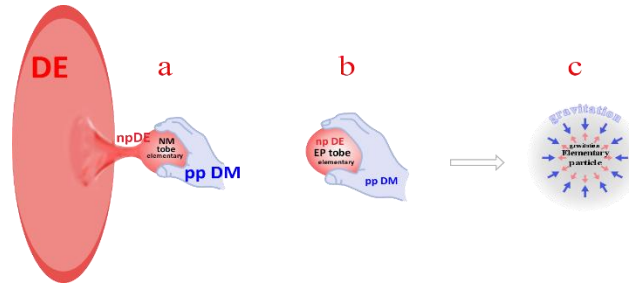 DE
a
npDE
NM
tobe
elementary
pp DM
b
np DE
EP tobe
elementary
pp DM
c
gravitation
gravitation
Elementary
particle